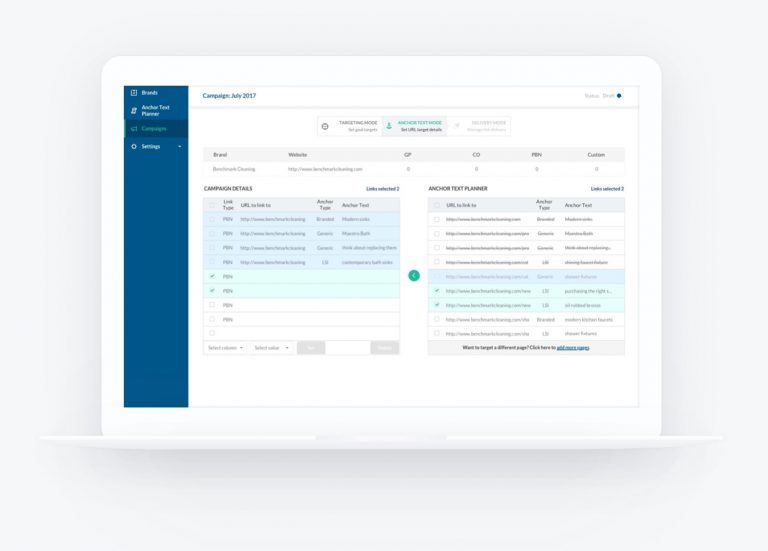 Brands
Anchor Text
Planner
Campaigns
Settings
Campaign: July 2017
Status: Draft
TARGETING MODE
Set goal targets
ANCHOR TEXT MODE
Set URL target details
DELIVERY MODE
Manage link delivery
Brand Website GP CO PBN Custom
Benchmark Cleaning http://www.benchmarkcleaning.com 0 0 0 0
CAMPAIGN DETAILS Links selected 2
Link Type URL to link to Anchor Type Anchor Text
PBN http://www.benchmarkcleaning Branded Modern sinks
PBN http://www.benchmarkcleaning Generic Maestro Bath
PBN http://www.benchmarkcleaning Generic think about replacing them
PBN http://www.benchmarkcleaning LSI contemporary bath sinks
PBN
PBN
PBN
PBN
Select column Select value Set
ANCHOR TEXT PLANNER Links selected 2
URL to link to Anchor Type Anchor Text
http://www.benchmarkcleaning.com Branded Modern sinks
http://www.benchmarkcleaning.com/pro Generic Maestro Bath
http://www.benchmarkcleaning.com/pro Generic think about replacing...
http://www.benchmarkcleaning.com/cat LSI shining faucet fixture
http://www.benchmarkcleaning.com/cat Generic shower fixtures
http://www.benchmarkcleaning.com/new LSI purchasing the right s...
http://www.benchmarkcleaning.com/new LSI oil rubbed bronze
http://www.benchmarkcleaning.com/sha Branded modern kitchen faucets
http://www.benchmarkcleaning.com/sha LSI shower fixtures
Want to target a different page? Click here to add more pages.